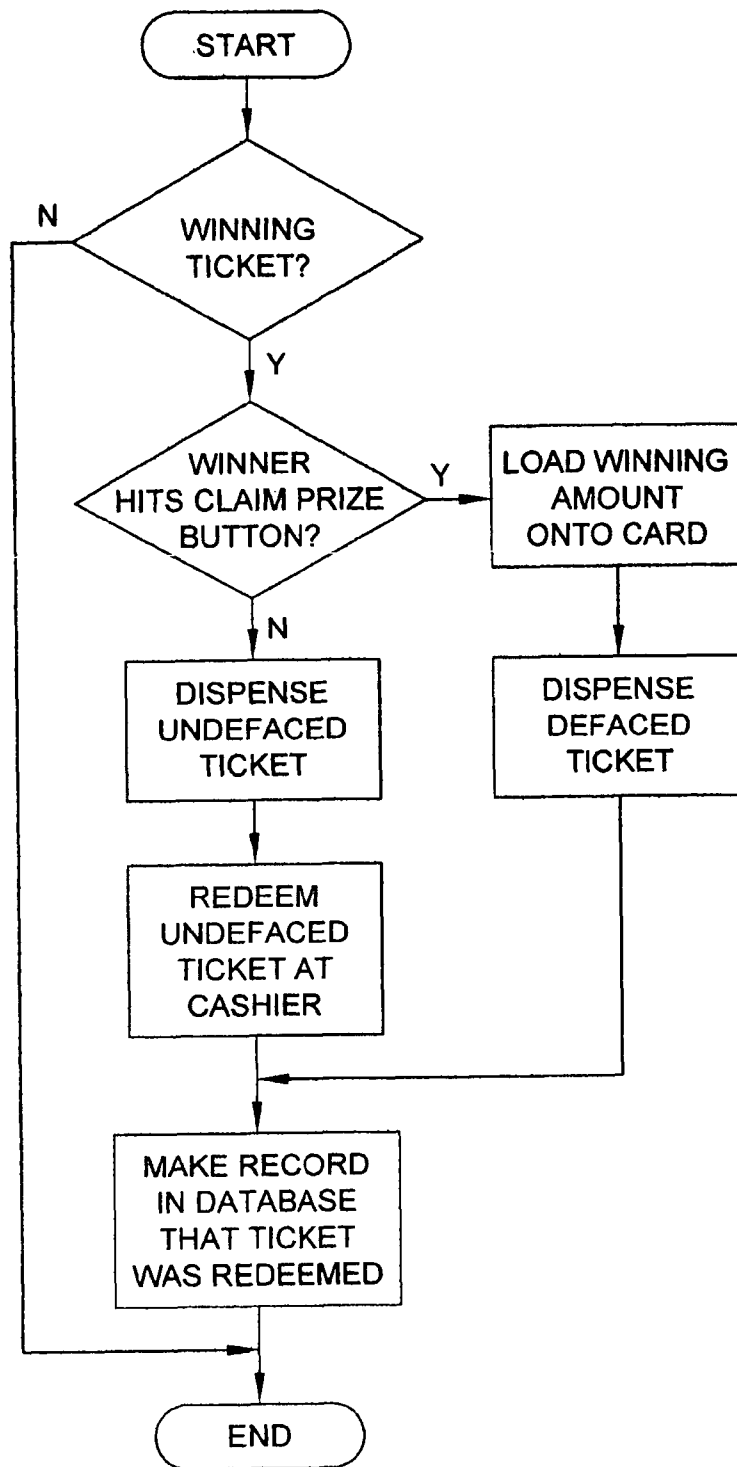 START
N
WINNING
TICKET?
Y
WINNER
HITS CLAIM PRIZE
BUTTON?
Y
LOAD WINNING
AMOUNT
ONTO CARD
N
DISPENSE
UNDEFACED
TICKET
DISPENSE
DEFACED
TICKET
REDEEM
UNDEFACED
TICKET AT
CASHIER
MAKE RECORD
IN DATABASE
THAT TICKET
WAS REDEEMED
END